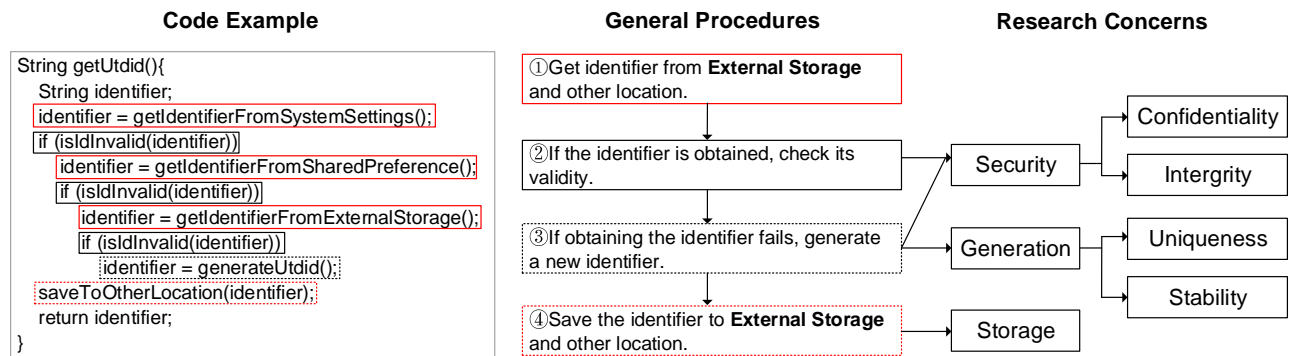 Code Example
String getUtdid(){
String identifier;
identifier = getIdentifierFromSystemSettings();
if (isIdInvalid(identifier))
identifier = getIdentifierFromSharedPreference();
if (isIdInvalid(identifier))
identifier = getIdentifierFromExternalStorage();
if (isIdInvalid(identifier))
identifier = generateUtdid();
saveToOtherLocation(identifier);
return identifier;
}
General Procedures
①Get identifier from External Storage
and other location.
②If the identifier is obtained, check its
validity.
③If obtaining the identifier fails, generate
a new identifier.
④Save the identifier to External Storage
and other location.
Research Concerns
Security
Confidentiality
Intergrity
Generation
Uniqueness
Stability
Storage